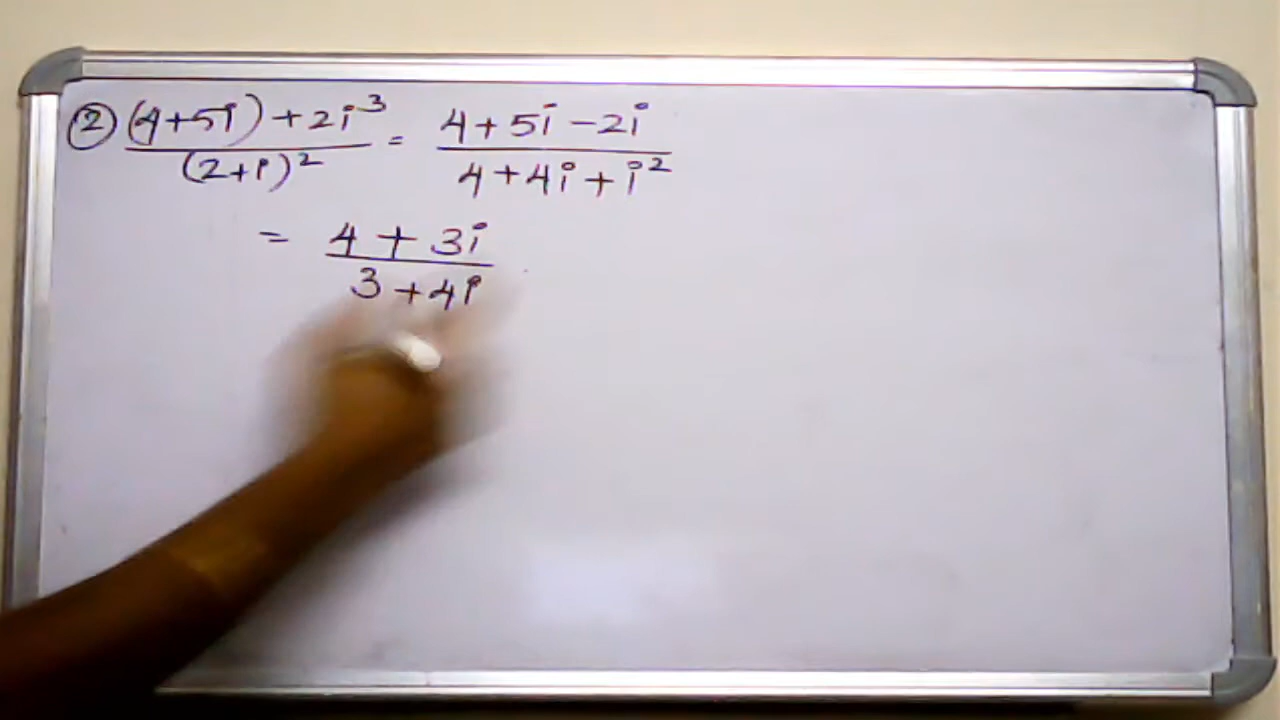 ② (4+5i)+2i³ / (2+i)² = 4+5i-2i / 4+4i+i²
= 4+3i / 3+4i